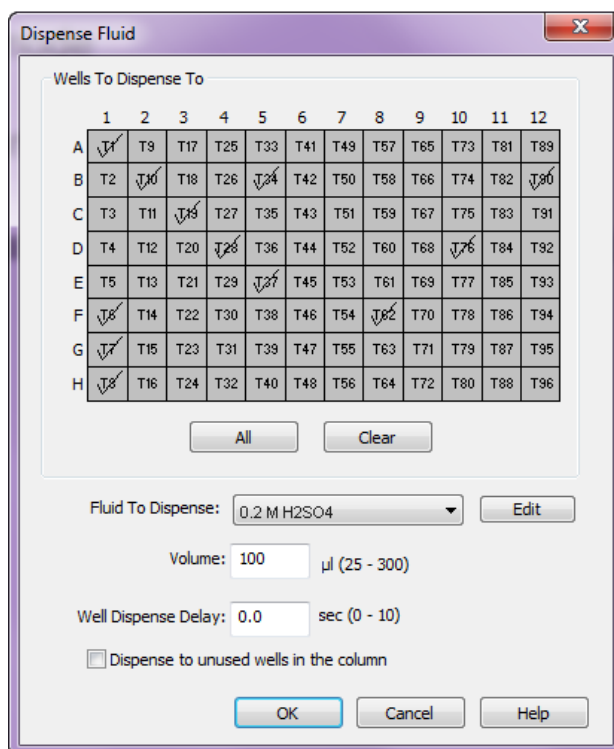 Dispense Fluid
Wells To Dispense To
1 2 3 4 5 6 7 8 9 10 11 12
A T1 T9 T17 T25 T33 T41 T49 T57 T65 T73 T81 T89
B T2 T10 T18 T26 T34 T42 T50 T58 T66 T74 T82 T90
C T3 T11 T19 T27 T35 T43 T51 T59 T67 T75 T83 T91
D T4 T12 T20 T28 T36 T44 T52 T60 T68 T76 T84 T92
E T5 T13 T21 T29 T37 T45 T53 T61 T69 T77 T85 T93
F T6 T14 T22 T30 T38 T46 T54 T62 T70 T78 T86 T94
G T7 T15 T23 T31 T39 T47 T55 T63 T71 T79 T87 T95
H T8 T16 T24 T32 T40 T48 T56 T64 T72 T80 T88 T96
All Clear
Fluid To Dispense: 0.2 M H2SO4 Edit
Volume: 100 µl (25 - 300)
Well Dispense Delay: 0.0 sec (0 - 10)
Dispense to unused wells in the column
OK Cancel Help